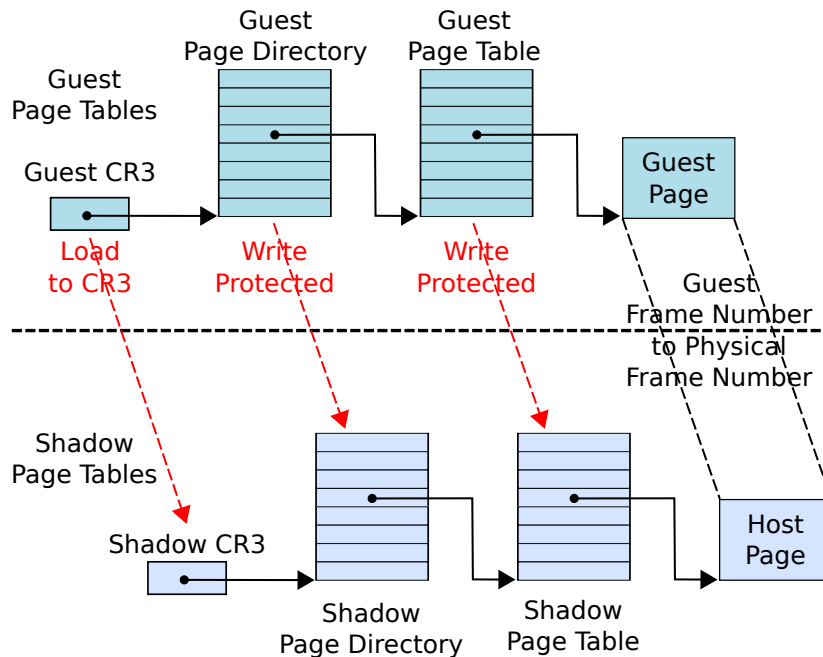 Guest
Page Directory
Guest
Page Table
Guest
Page Tables
Guest CR3
Guest
Page
Load
to CR3
Write
Protected
Write
Protected
Guest
Frame Number
to Physical
Frame Number
Shadow
Page Tables
Shadow CR3
Host
Page
Shadow
Page Directory
Shadow
Page Table